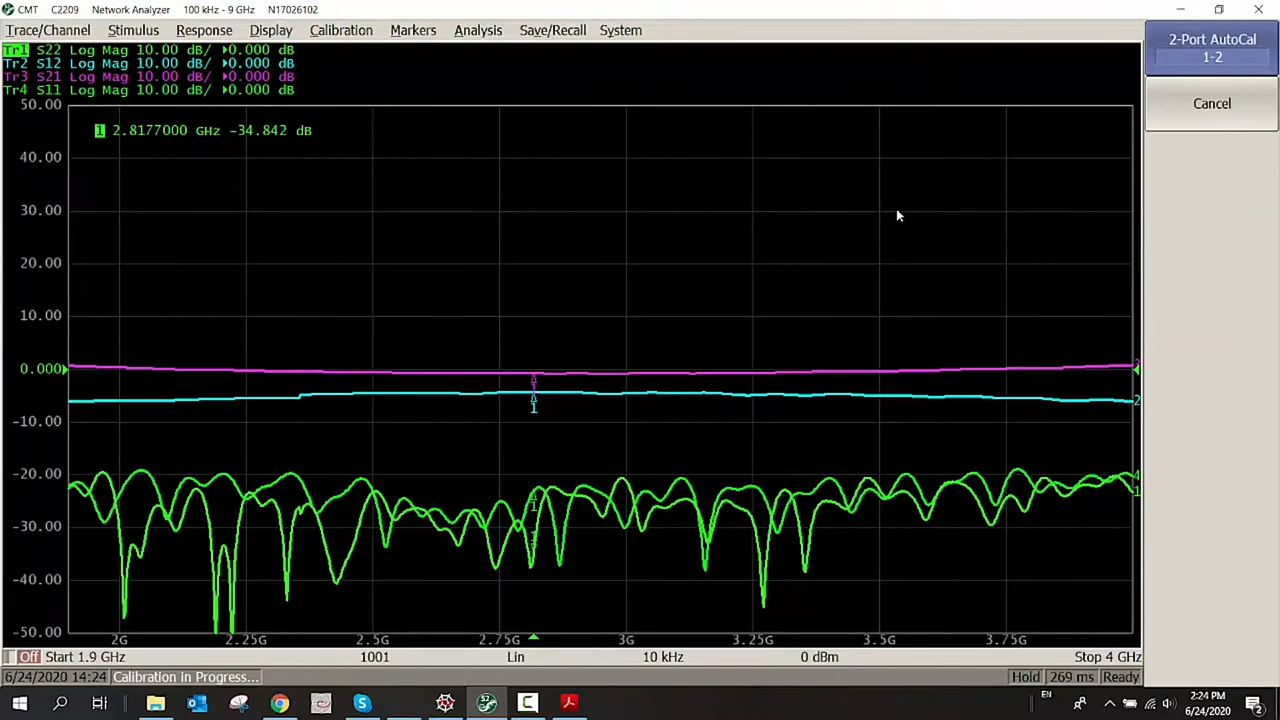 CMT C2209 Network Analyzer 100 kHz - 9 GHz N17026102
Trace/Channel Stimulus Response Display Calibration Markers Analysis Save/Recall System
2-Port AutoCal
1-2
Cancel
Tr1 S22 Log Mag 10.00 dB/ 0.000 dB
Tr2 S12 Log Mag 10.00 dB/ 0.000 dB
Tr3 S21 Log Mag 10.00 dB/ 0.000 dB
Tr4 S11 Log Mag 10.00 dB/ 0.000 dB
50.00
1 2.8177000 GHz -34.842 dB
40.00
30.00
20.00
10.00
0.000
-10.00
-20.00
-30.00
-40.00
-50.00
1
1
1
2
4
1
2G 2.25G 2.5G 2.75G 3G 3.25G 3.5G 3.75G
Off Start 1.9 GHz 1001 Lin 10 kHz 0 dBm Stop 4 GHz
6/24/2020 14:24 Calibration in Progress... Hold 269 ms Ready
EN
2:24 PM
6/24/2020
2